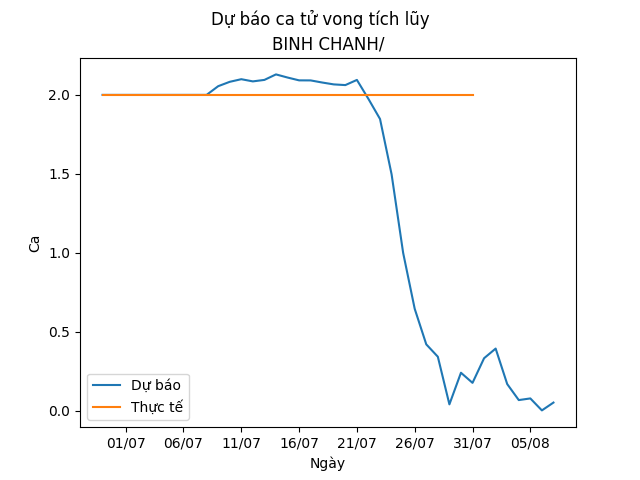 Dự báo ca tử vong tích lũy
BINH CHANH/
Ca
2.0
1.5
1.0
0.5
0.0
Dự báo
Thực tế
01/07 06/07 11/07 16/07 21/07 26/07 31/07 05/08
Ngày